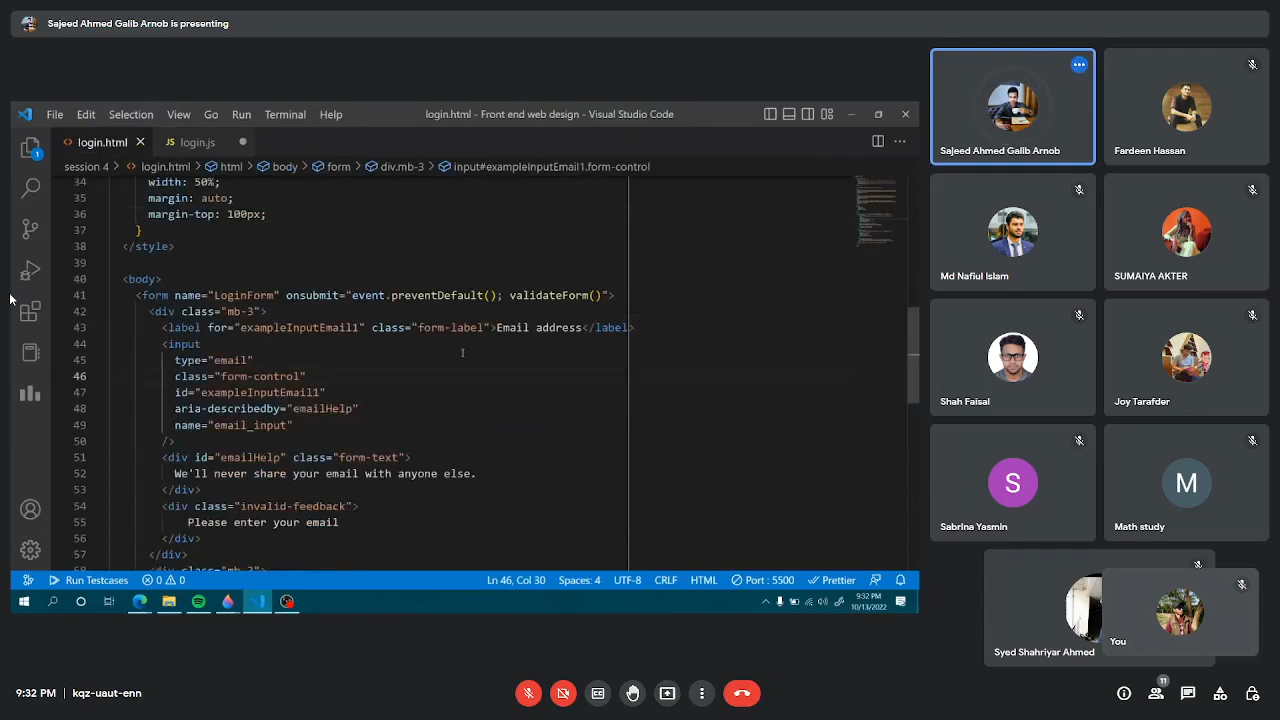 Sajeed Ahmed Galib Arnob is presenting
File Edit Selection View Go Run Terminal Help
login.html - Front end web design - Visual Studio Code
login.html
JS login.js
session 4 > login.html > html > body > form > div.mb-3 > input#exampleInputEmail1.form-control
34 width: 50%;
35 margin: auto;
36 margin-top: 100px;
37 }
38 </style>
39
40 <body>
41 <form name="LoginForm" onsubmit="event.preventDefault(); validateForm()">
42 <div class="mb-3">
43 <label for="exampleInputEmail1" class="form-label">Email address</label>
44 <input
45 type="email"
46 class="form-control"
47 id="exampleInputEmail1"
48 aria-describedby="emailHelp"
49 name="email_input"
50 />
51 <div id="emailHelp" class="form-text">
52 We'll never share your email with anyone else.
53 </div>
54 <div class="invalid-feedback">
55 Please enter your email
56 </div>
57 </div>
58 <div class="mb-3">
1
Run Testcases 0 0 Ln 46, Col 30 Spaces: 4 UTF-8 CRLF HTML Port : 5500 Prettier
9:32 PM
10/13/2022
Sajeed Ahmed Galib Arnob
Fardeen Hassan
Md Nafiul Islam
SUMAIYA AKTER
Shah Faisal
Joy Tarafder
S
Sabrina Yasmin
M
Math study
Syed Shahriyar Ahmed
You
9:32 PM | kqz-uaut-enn
11